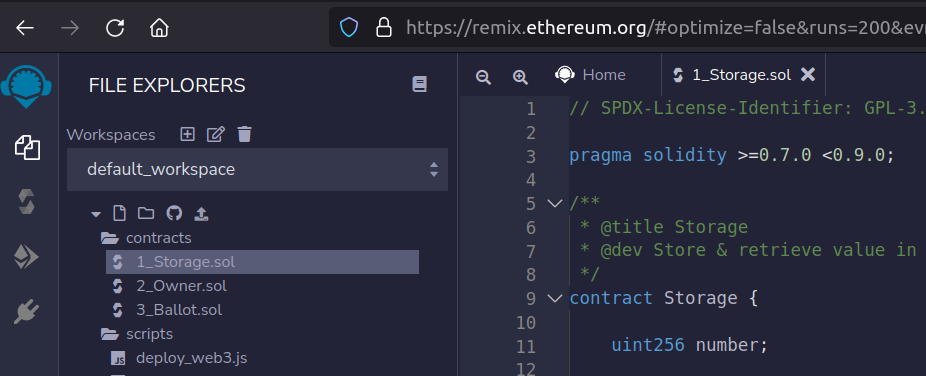 https://remix.ethereum.org/#optimize=false&runs=200&ev
FILE EXPLORERS
Workspaces
default_workspace
contracts
1_Storage.sol
2_Owner.sol
3_Ballot.sol
scripts
JS deploy_web3.js
Home
1_Storage.sol
1 // SPDX-License-Identifier: GPL-3.
2
3 pragma solidity >=0.7.0 <0.9.0;
4
5 /**
6 * @title Storage
7 * @dev Store & retrieve value in
8 */
9 contract Storage {
10
11 uint256 number;
12